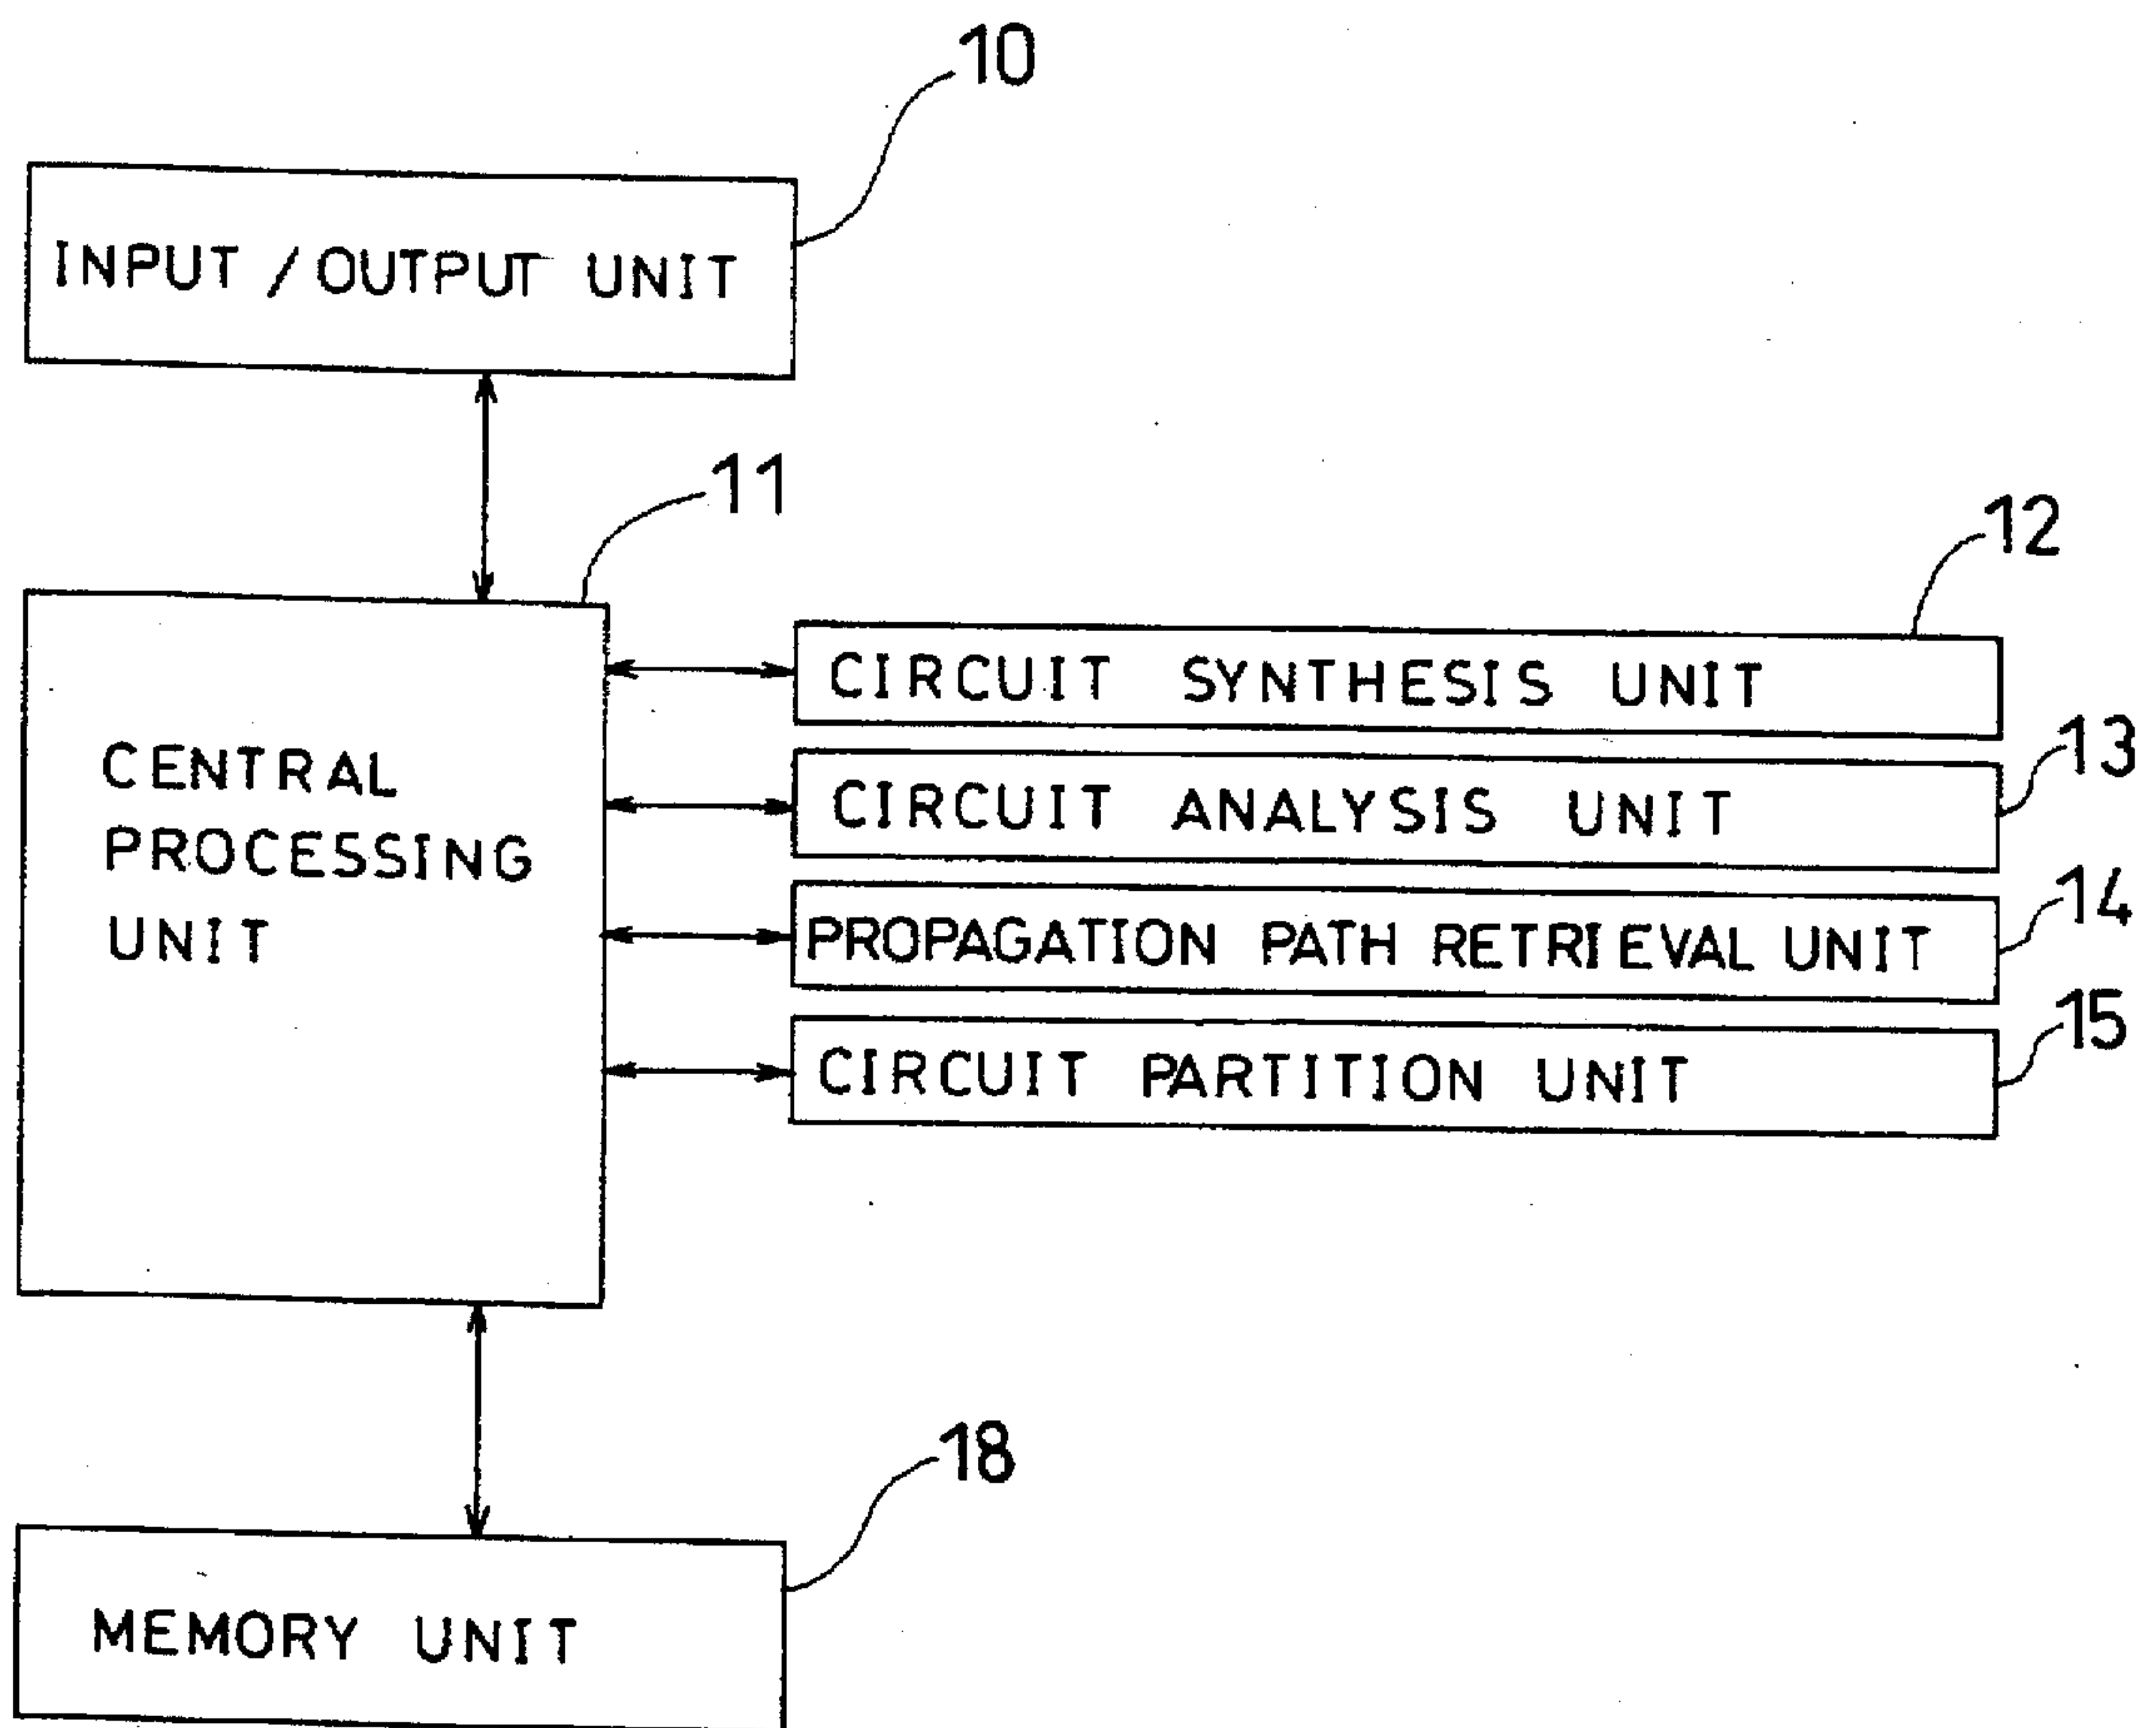 10
INPUT / OUTPUT UNIT
11
12
CENTRAL
PROCESSING
UNIT
CIRCUIT SYNTHESIS UNIT
13
CIRCUIT ANALYSIS UNIT
14
PROPAGATION PATH RETRIEVAL UNIT
15
CIRCUIT PARTITION UNIT
18
MEMORY UNIT